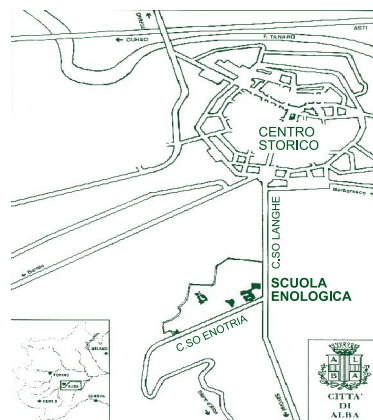 ASTI
F. TANARO
CUNEO
CENTRO
STORICO
Barbaresco
C.SO LANGHE
Barolo
SCUOLA
ENOLOGICA
C.SO ENOTRIA
TORINO
ALBA
CUNEO
GENOVA
CITTA'
DI
ALBA